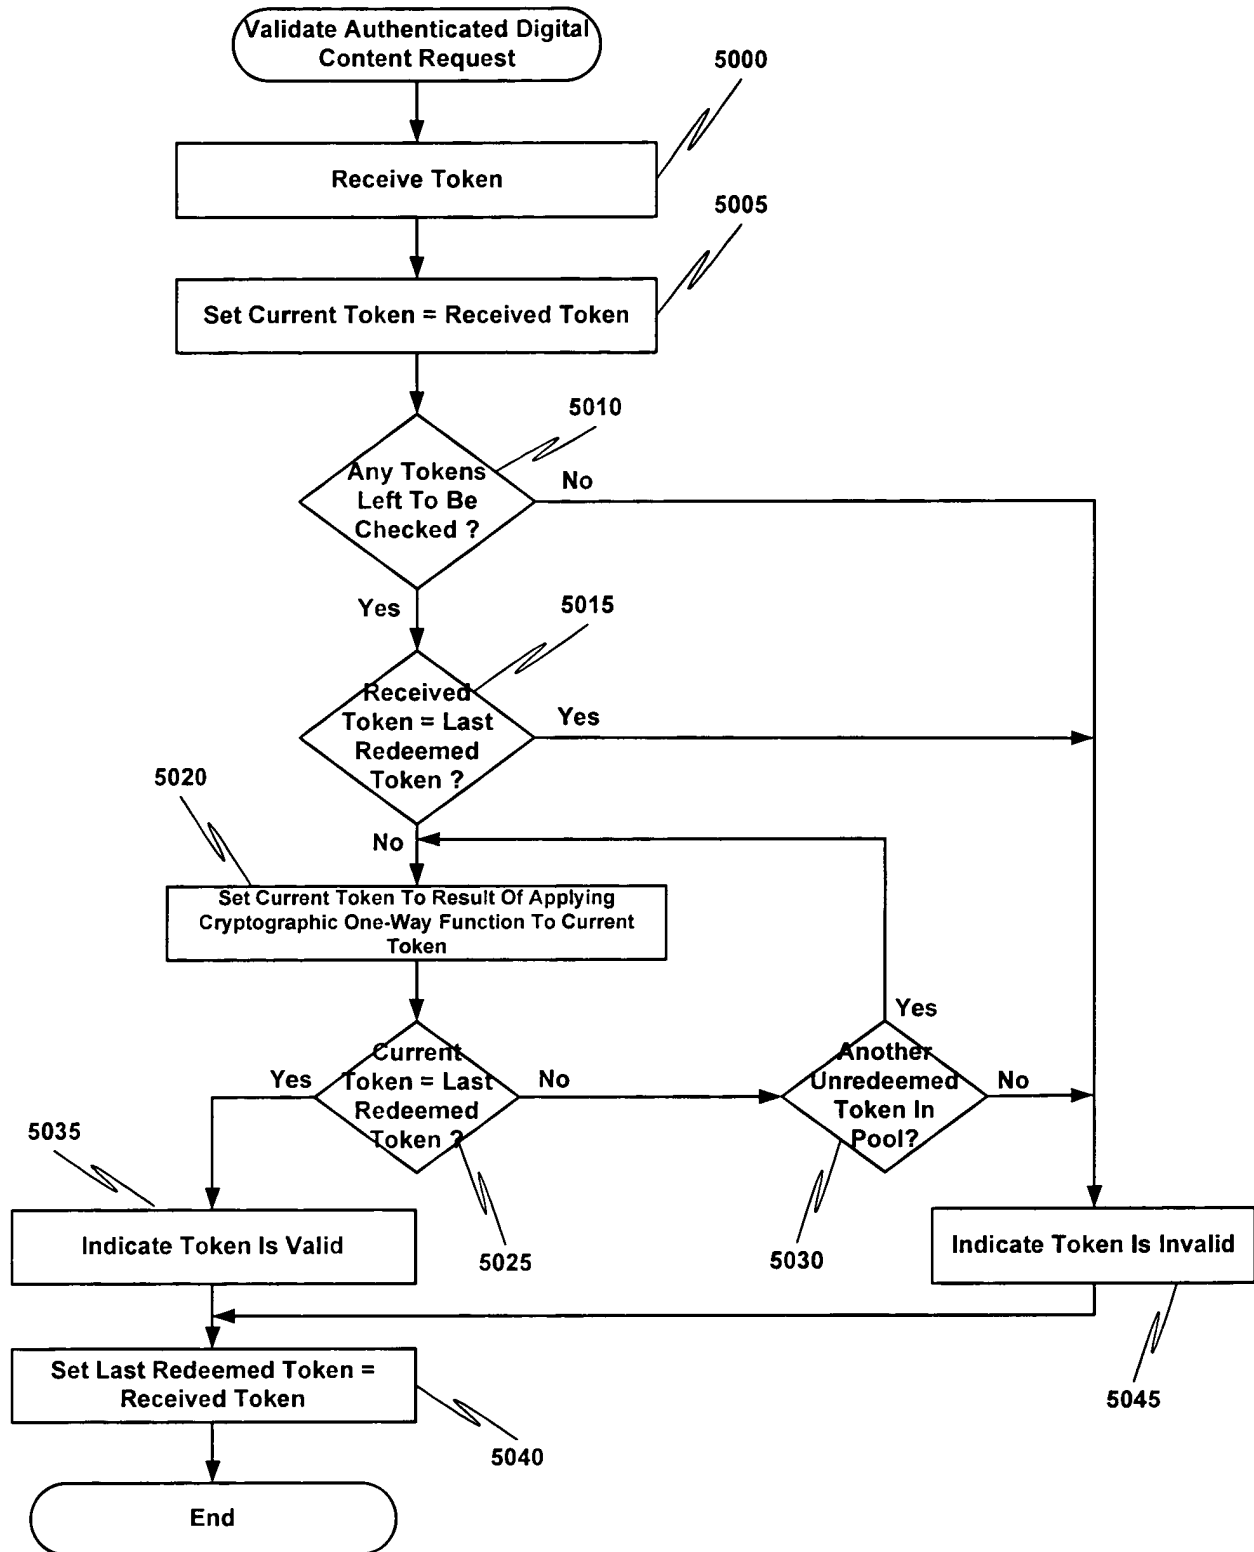 Validate Authenticated Digital
Content Request
5000
Receive Token
5005
Set Current Token = Received Token
5010
Any Tokens
Left To Be
Checked ?
No
Yes
5015
Received
Token = Last
Redeemed
Token ?
Yes
5020
No
Set Current Token To Result Of Applying
Cryptographic One-Way Function To Current
Token
Yes
Current
Token = Last
Redeemed
Token ?
Yes
No
Another
Unredeemed
Token In
Pool?
No
5035
5025
5030
Indicate Token Is Valid
Indicate Token Is Invalid
Set Last Redeemed Token =
Received Token
5045
5040
End